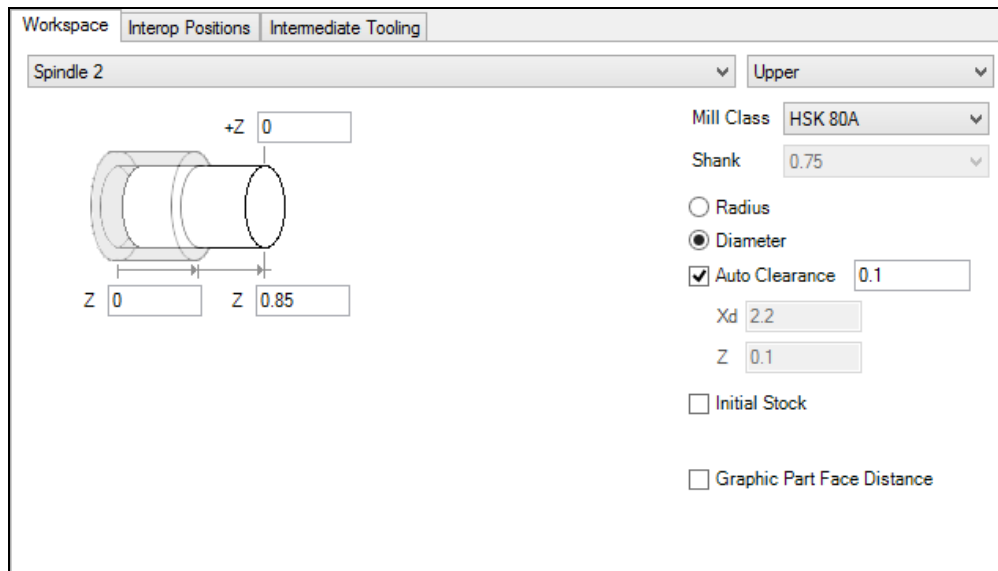 Workspace Interop Positions Intermediate Tooling
Spindle 2 Upper
+Z 0
Mill Class HSK 80A
Shank 0.75
Radius
Diameter
Auto Clearance 0.1
Z 0 Z 0.85
Xd 2.2
Z 0.1
Initial Stock
Graphic Part Face Distance